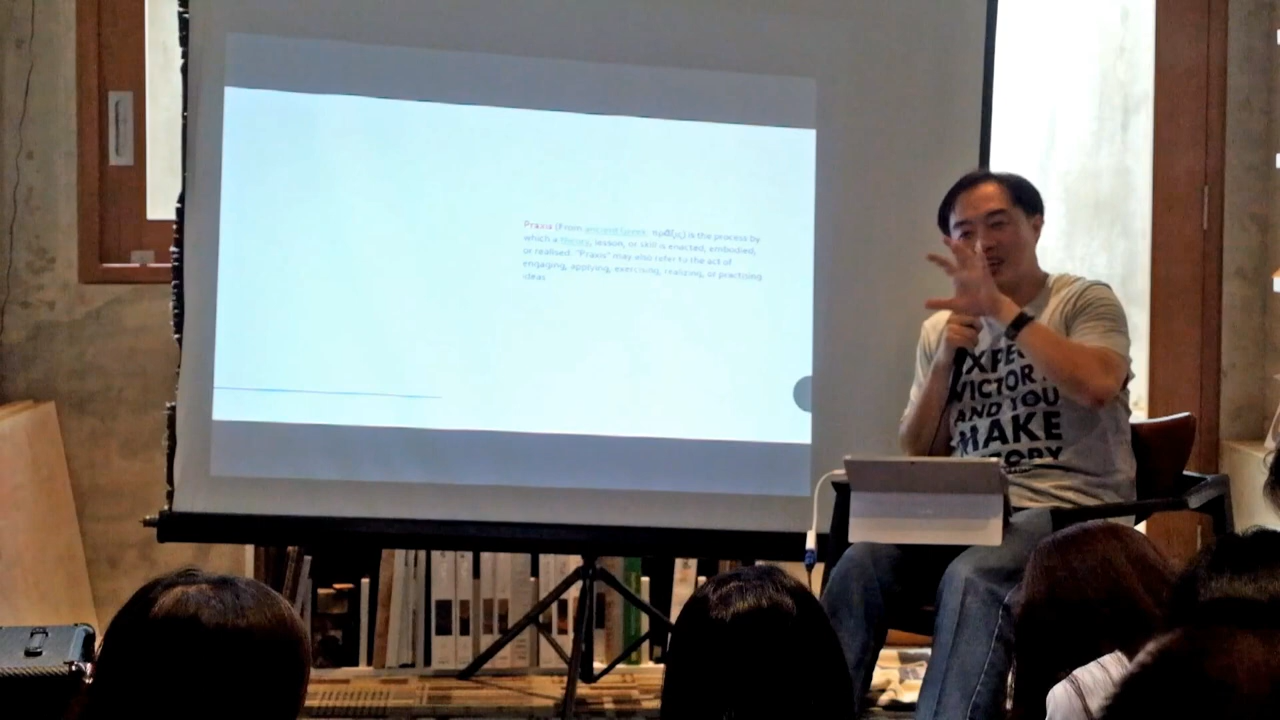 Praxis (From ancient Greek: πρᾶξις) is the process by
which a theory, lesson, or skill is enacted, embodied,
or realised. "Praxis" may also refer to the act of
engaging, applying, exercising, realizing, or practising
ideas
VICTORY
AND YOU
MAKE